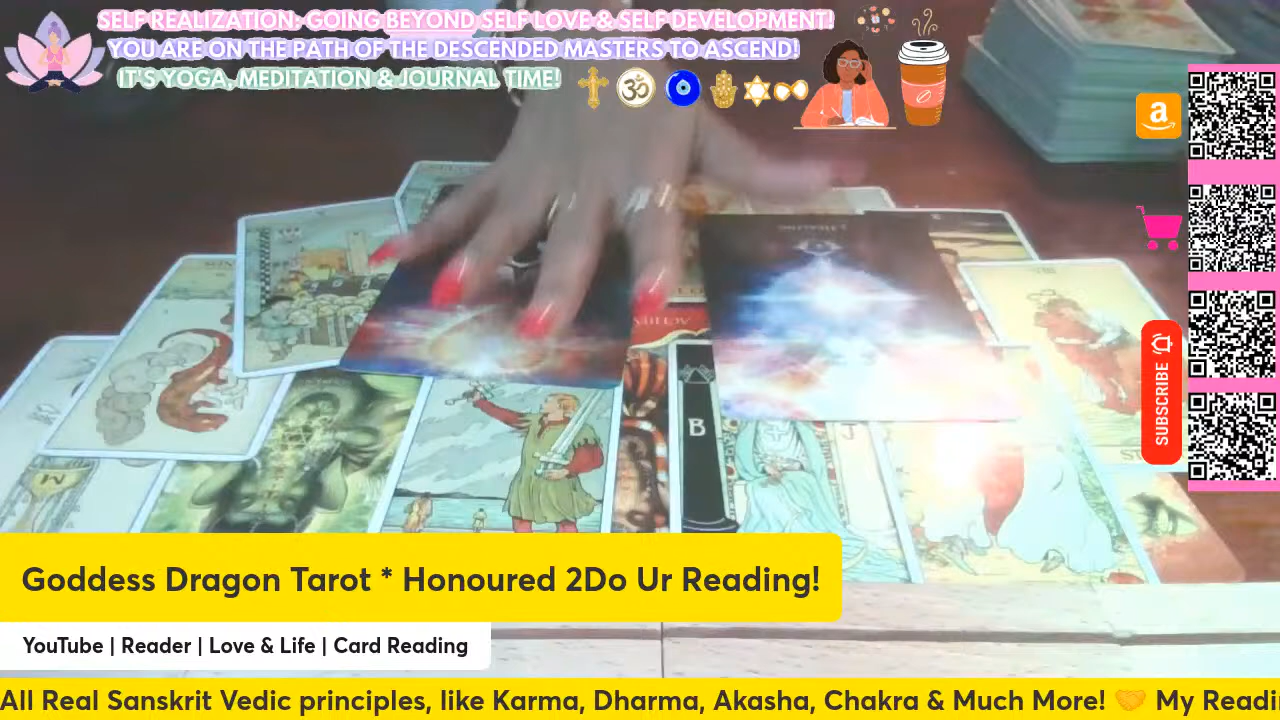 SELF REALIZATION: GOING BEYOND SELF LOVE & SELF DEVELOPMENT!
YOU ARE ON THE PATH OF THE DESCENDED MASTERS TO ASCEND!
IT'S YOGA, MEDITATION & JOURNAL TIME!
ॐ
a
SUBSCRIBE
B
J
Goddess Dragon Tarot * Honoured 2Do Ur Reading!
YouTube | Reader | Love & Life | Card Reading
All Real Sanskrit Vedic principles, like Karma, Dharma, Akasha, Chakra & Much More! 🤝 My Readi